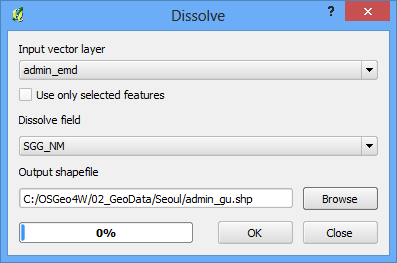 Dissolve
?
Input vector layer
admin_emd
Use only selected features
Dissolve field
SGG_NM
Output shapefile
C:/OSGeo4W/02_GeoData/Seoul/admin_gu.shp Browse
0% OK Close